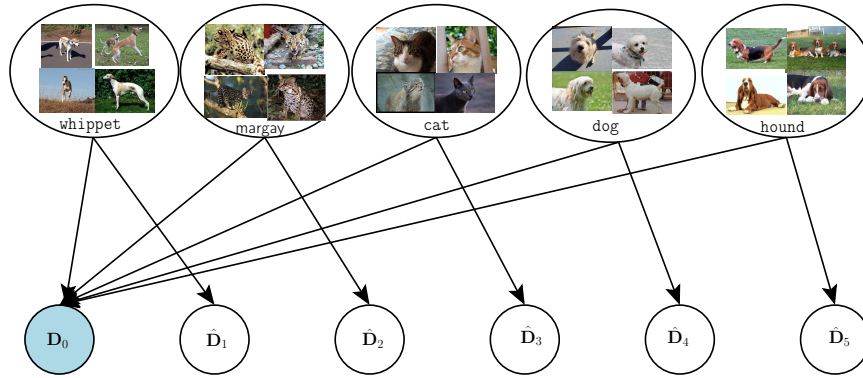 whippet
margay
cat
dog
hound
D₀
D̂₁
D̂₂
D̂₃
D̂₄
D̂₅